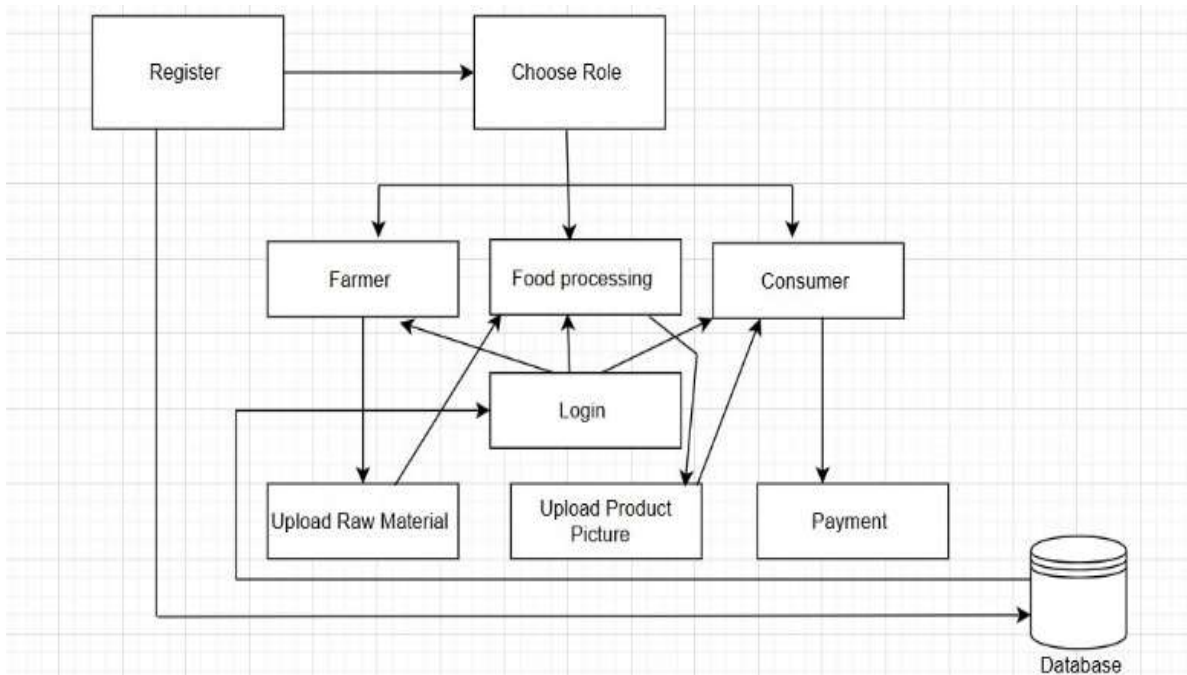 Register
Choose Role
Farmer
Food processing
Consumer
Login
Upload Raw Material
Upload Product
Picture
Payment
Database